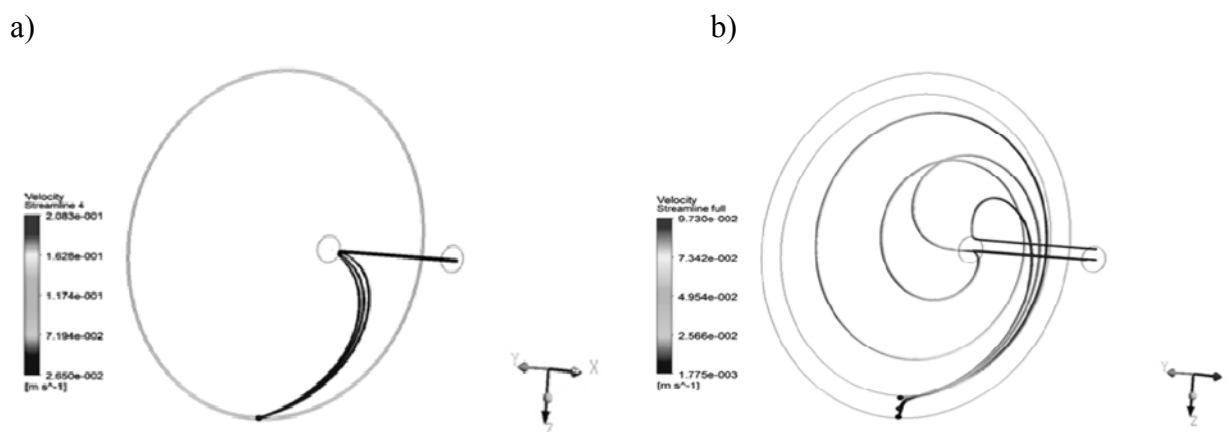 a)
b)
Velocity
Streamline 4
2.083e-001
1.628e-001
1.174e-001
7.194e-002
2.650e-002
[m s^-1]
Y
X
Z
Velocity
Streamline full
9.730e-002
7.342e-002
4.954e-002
2.566e-002
1.775e-003
[m s^-1]
Y
Z